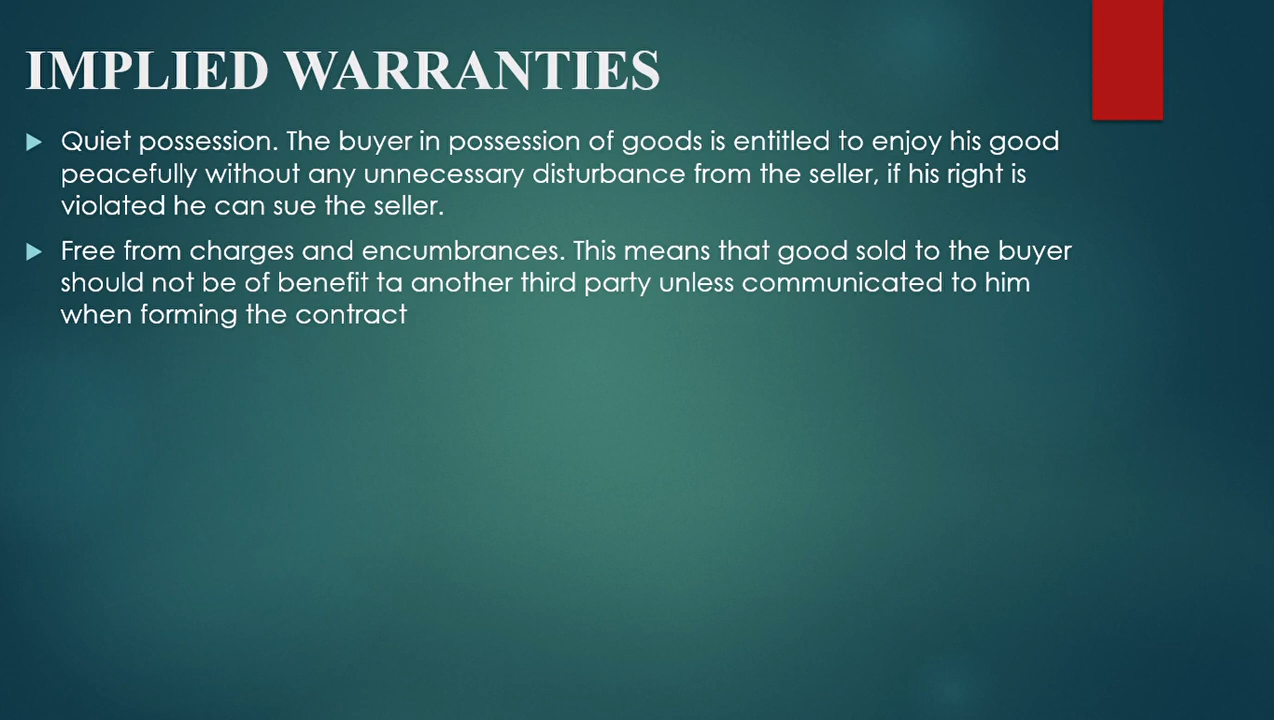 IMPLIED WARRANTIES
Quiet possession. The buyer in possession of goods is entitled to enjoy his good
peacefully without any unnecessary disturbance from the seller, if his right is
violated he can sue the seller.
Free from charges and encumbrances. This means that good sold to the buyer
should not be of benefit ta another third party unless communicated to him
when forming the contract